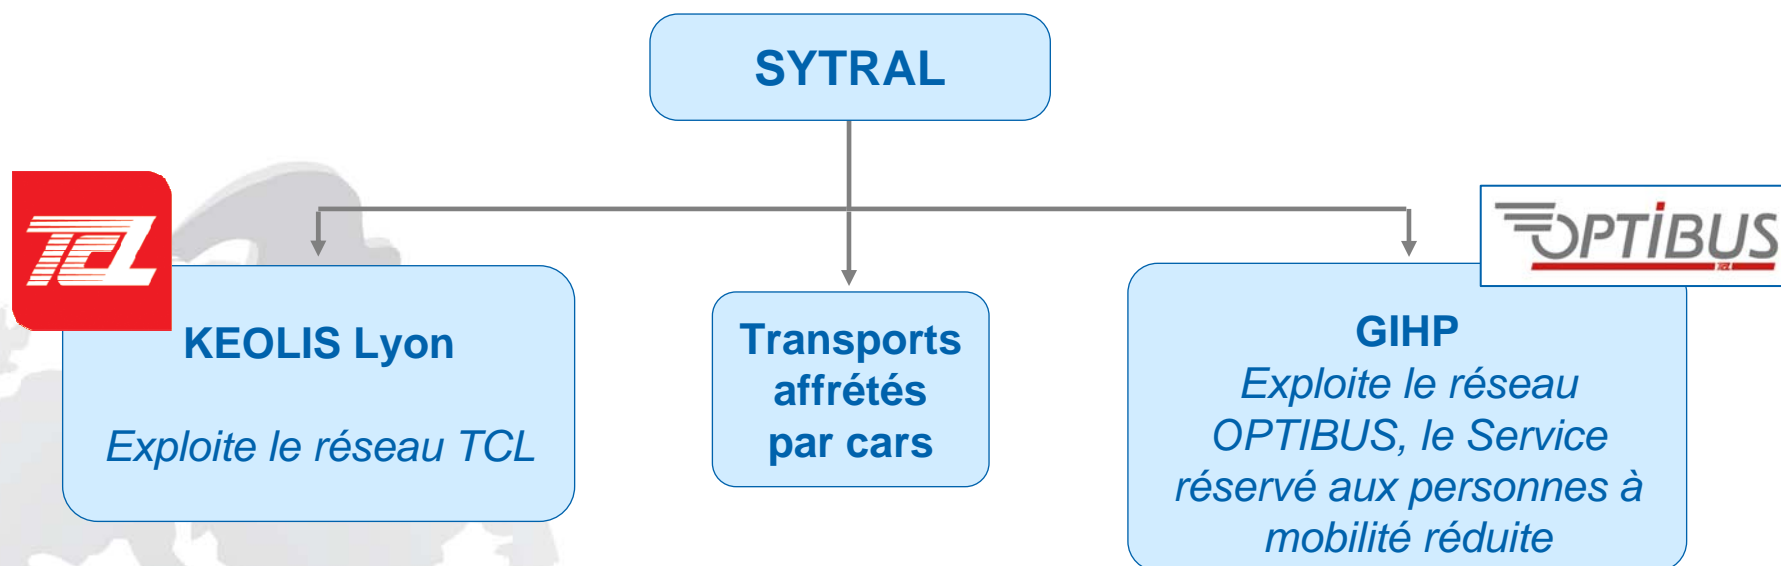 SYTRAL
TCL
OPTIBUS
TCL
KEOLIS Lyon
Exploite le réseau TCL
Transports
affrétés
par cars
GIHP
Exploite le réseau
OPTIBUS, le Service
réservé aux personnes à
mobilité réduite